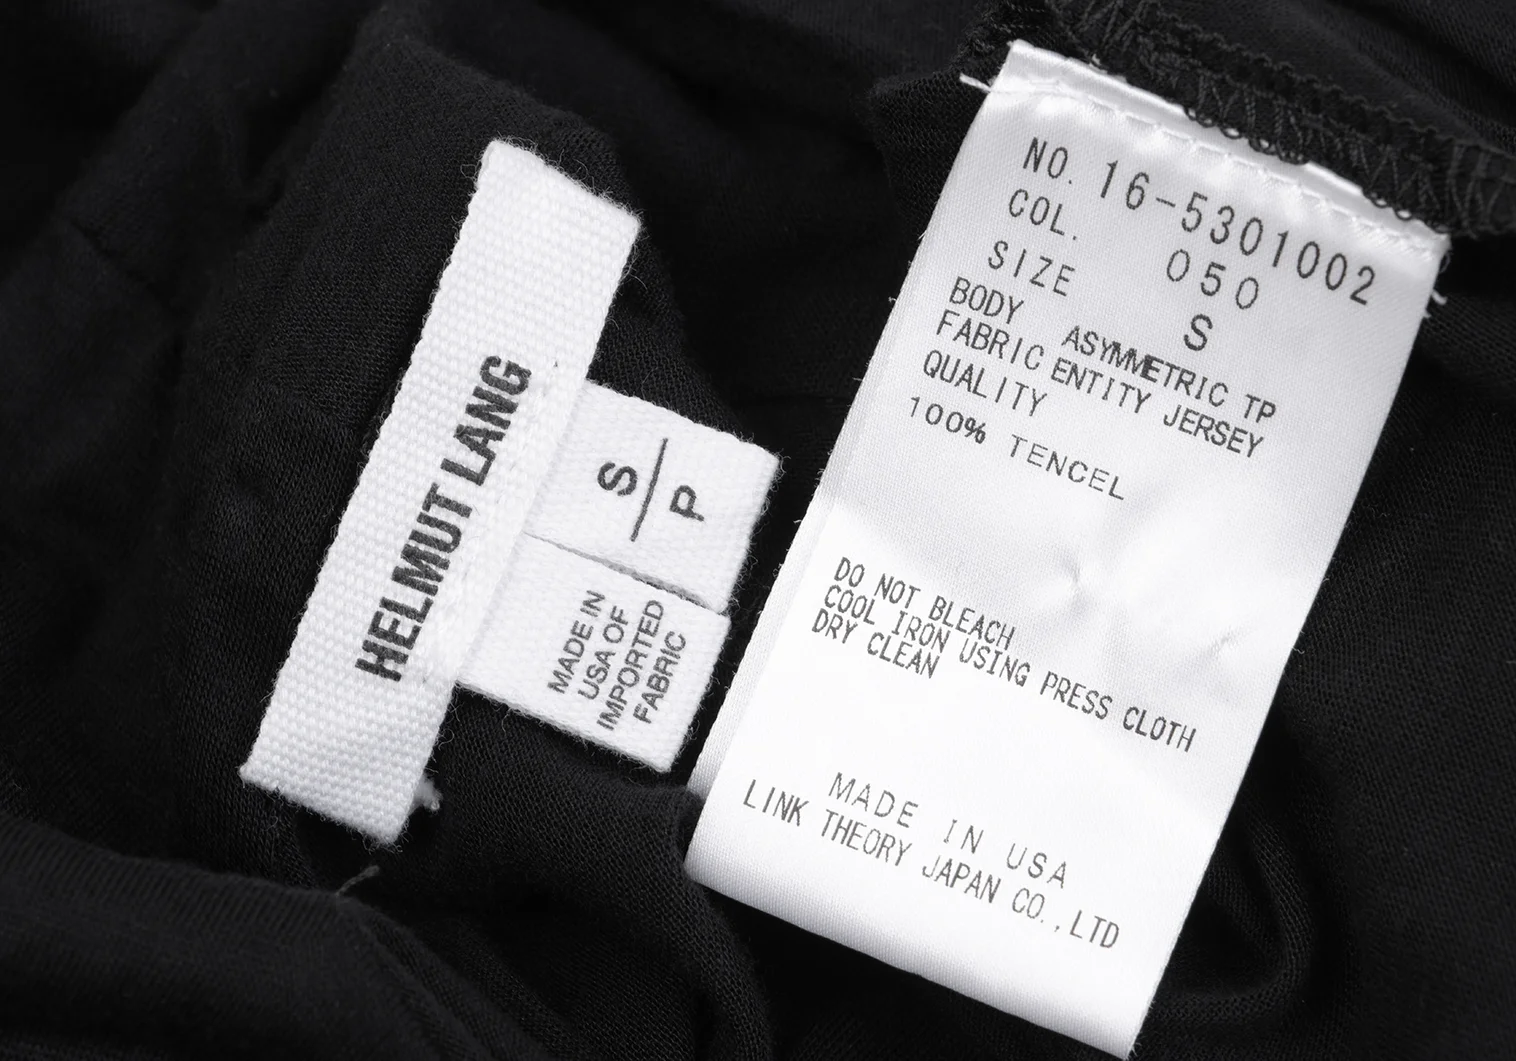 HELMUT LANG
S
P
MADE IN
USA OF
IMPORTED
FABRIC
NO. 16-5301002
COL. 050
SIZE S
BODY ASYMMETRIC TP
FABRIC ENTITY JERSEY
QUALITY
100% TENCEL
DO NOT BLEACH
COOL IRON USING PRESS CLOTH
DRY CLEAN
MADE IN USA
LINK THEORY JAPAN CO.,LTD